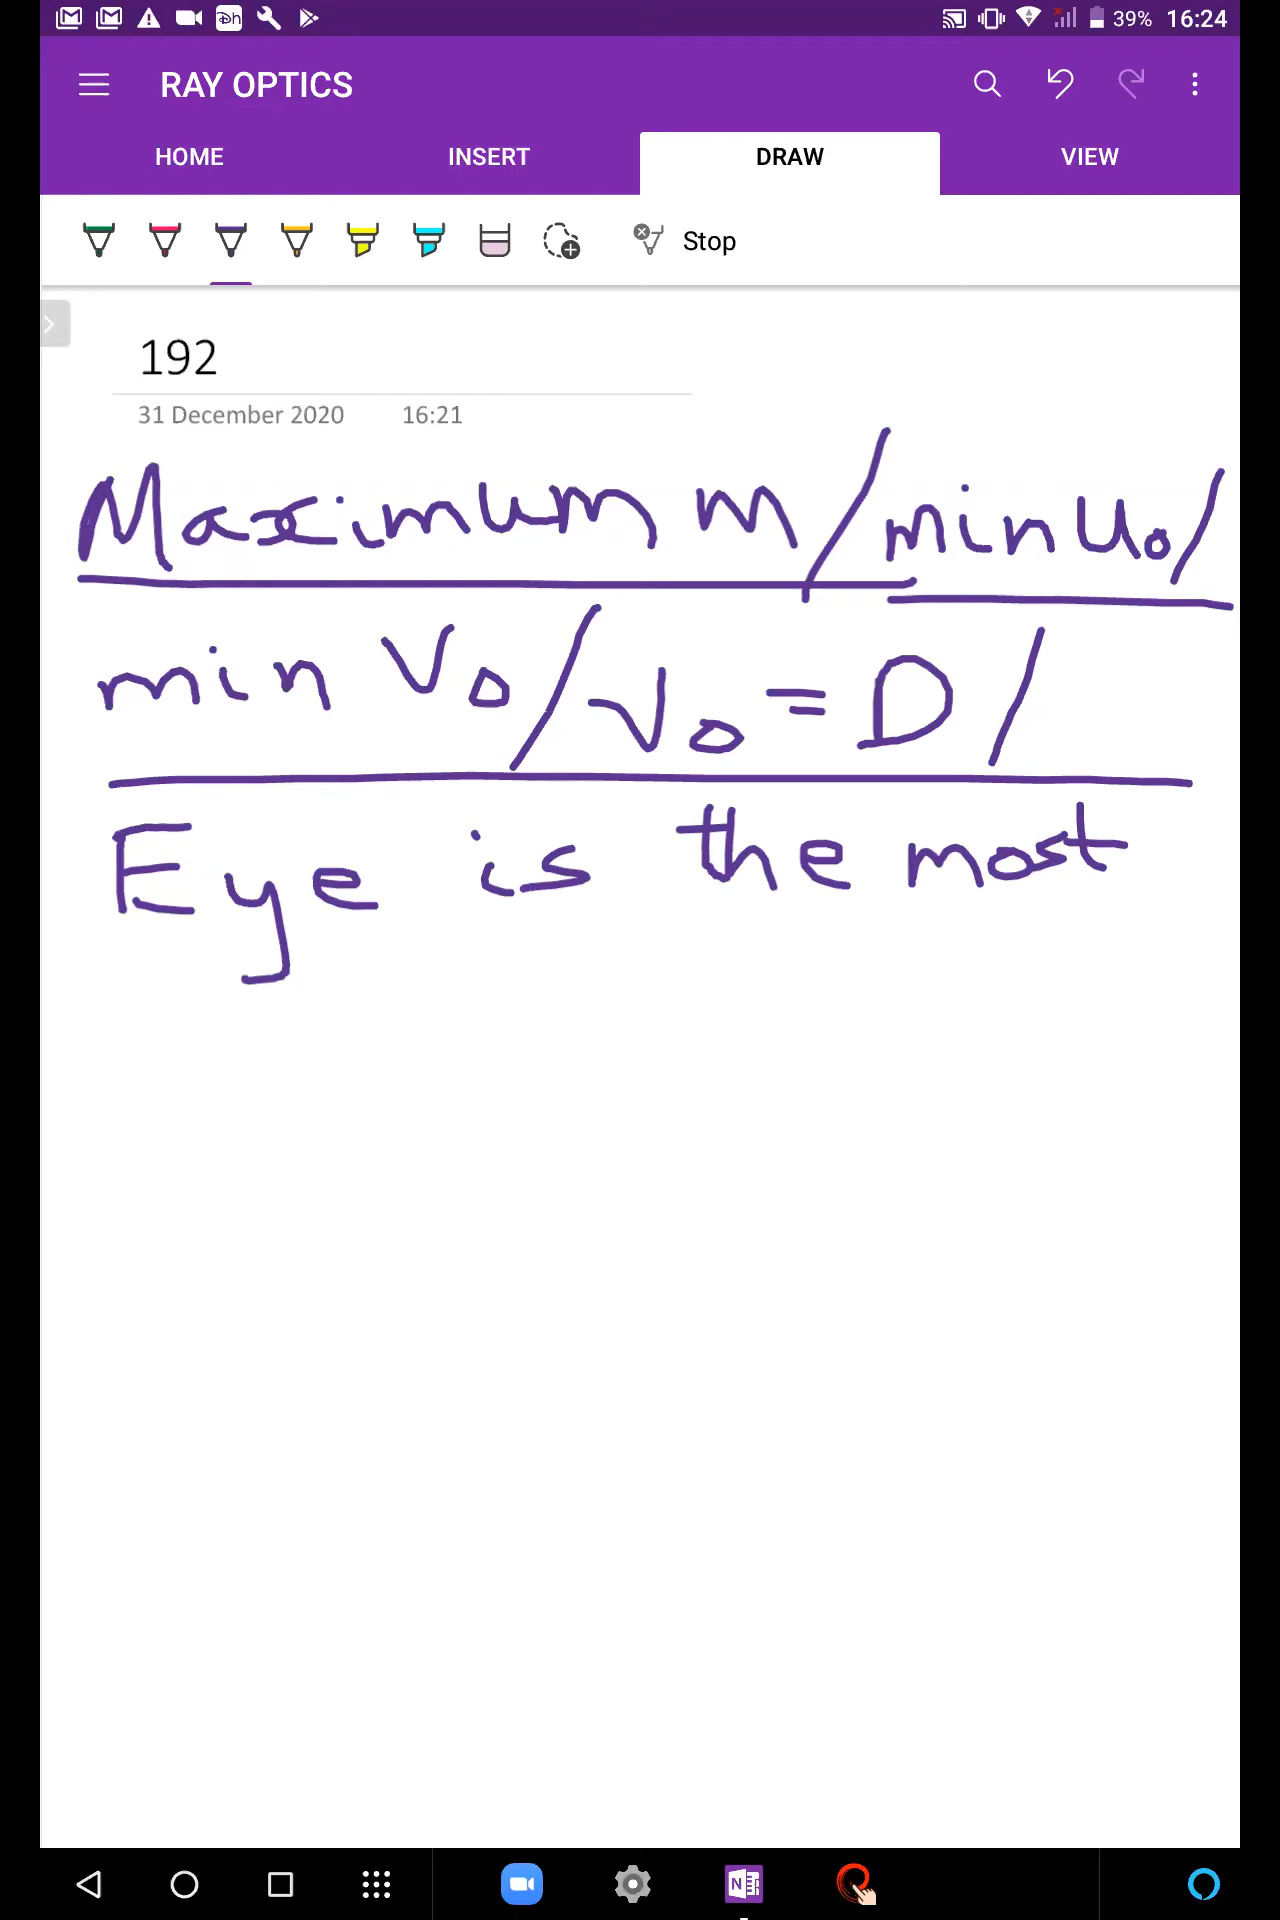 39% 16:24
RAY OPTICS
HOME INSERT DRAW VIEW
Stop
192
31 December 2020 16:21
Maximum m/min u₀/
min V₀/V₀ = D/
Eye is the most